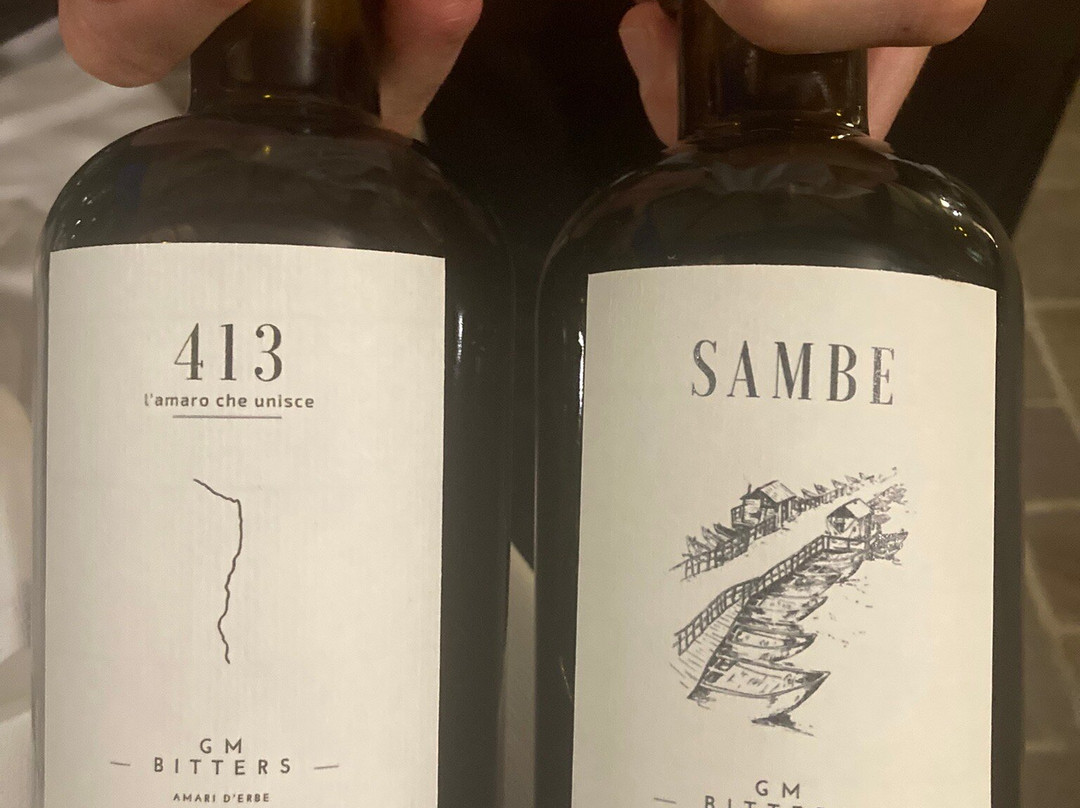 413
l'amaro che unisce
GM
BITTERS
AMARI D'ERBE
SAMBE
GM